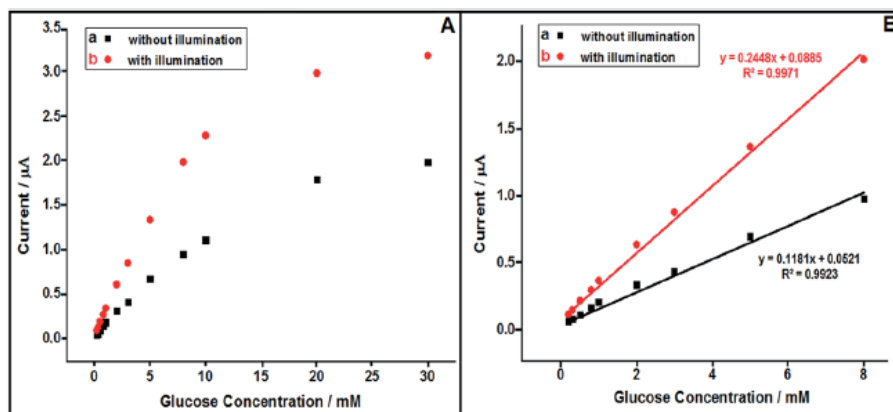 A
a without illumination
b with illumination
3.5
3.0
2.5
2.0
1.5
1.0
0.5
0.0
Current / µA
0 5 10 15 20 25 30
Glucose Concentration / mM
B
a without illumination
b with illumination
y = 0.2448x + 0.0885
R² = 0.9971
2.0
1.5
1.0
0.5
0.0
Current / µA
y = 0.1181x + 0.0521
R² = 0.9923
0 2 4 6 8
Glucose Concentration / mM